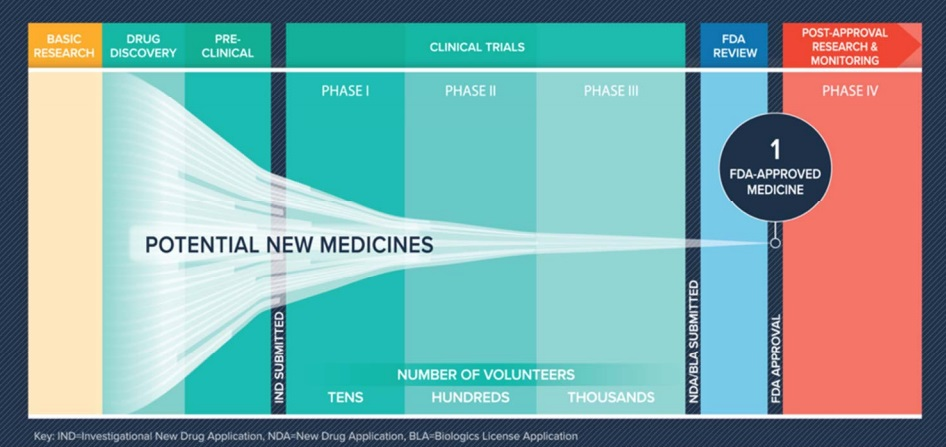 BASIC
RESEARCH
DRUG
DISCOVERY
PRE-
CLINICAL
CLINICAL TRIALS
FDA
REVIEW
POST-APPROVAL
RESEARCH &
MONITORING
PHASE I
PHASE II
PHASE III
PHASE IV
1
FDA-APPROVED
MEDICINE
POTENTIAL NEW MEDICINES
IND SUBMITTED
NDA/BLA SUBMITTED
FDA APPROVAL
NUMBER OF VOLUNTEERS
TENS
HUNDREDS
THOUSANDS
Key: IND=Investigational New Drug Application, NDA=New Drug Application, BLA=Biologics License Application